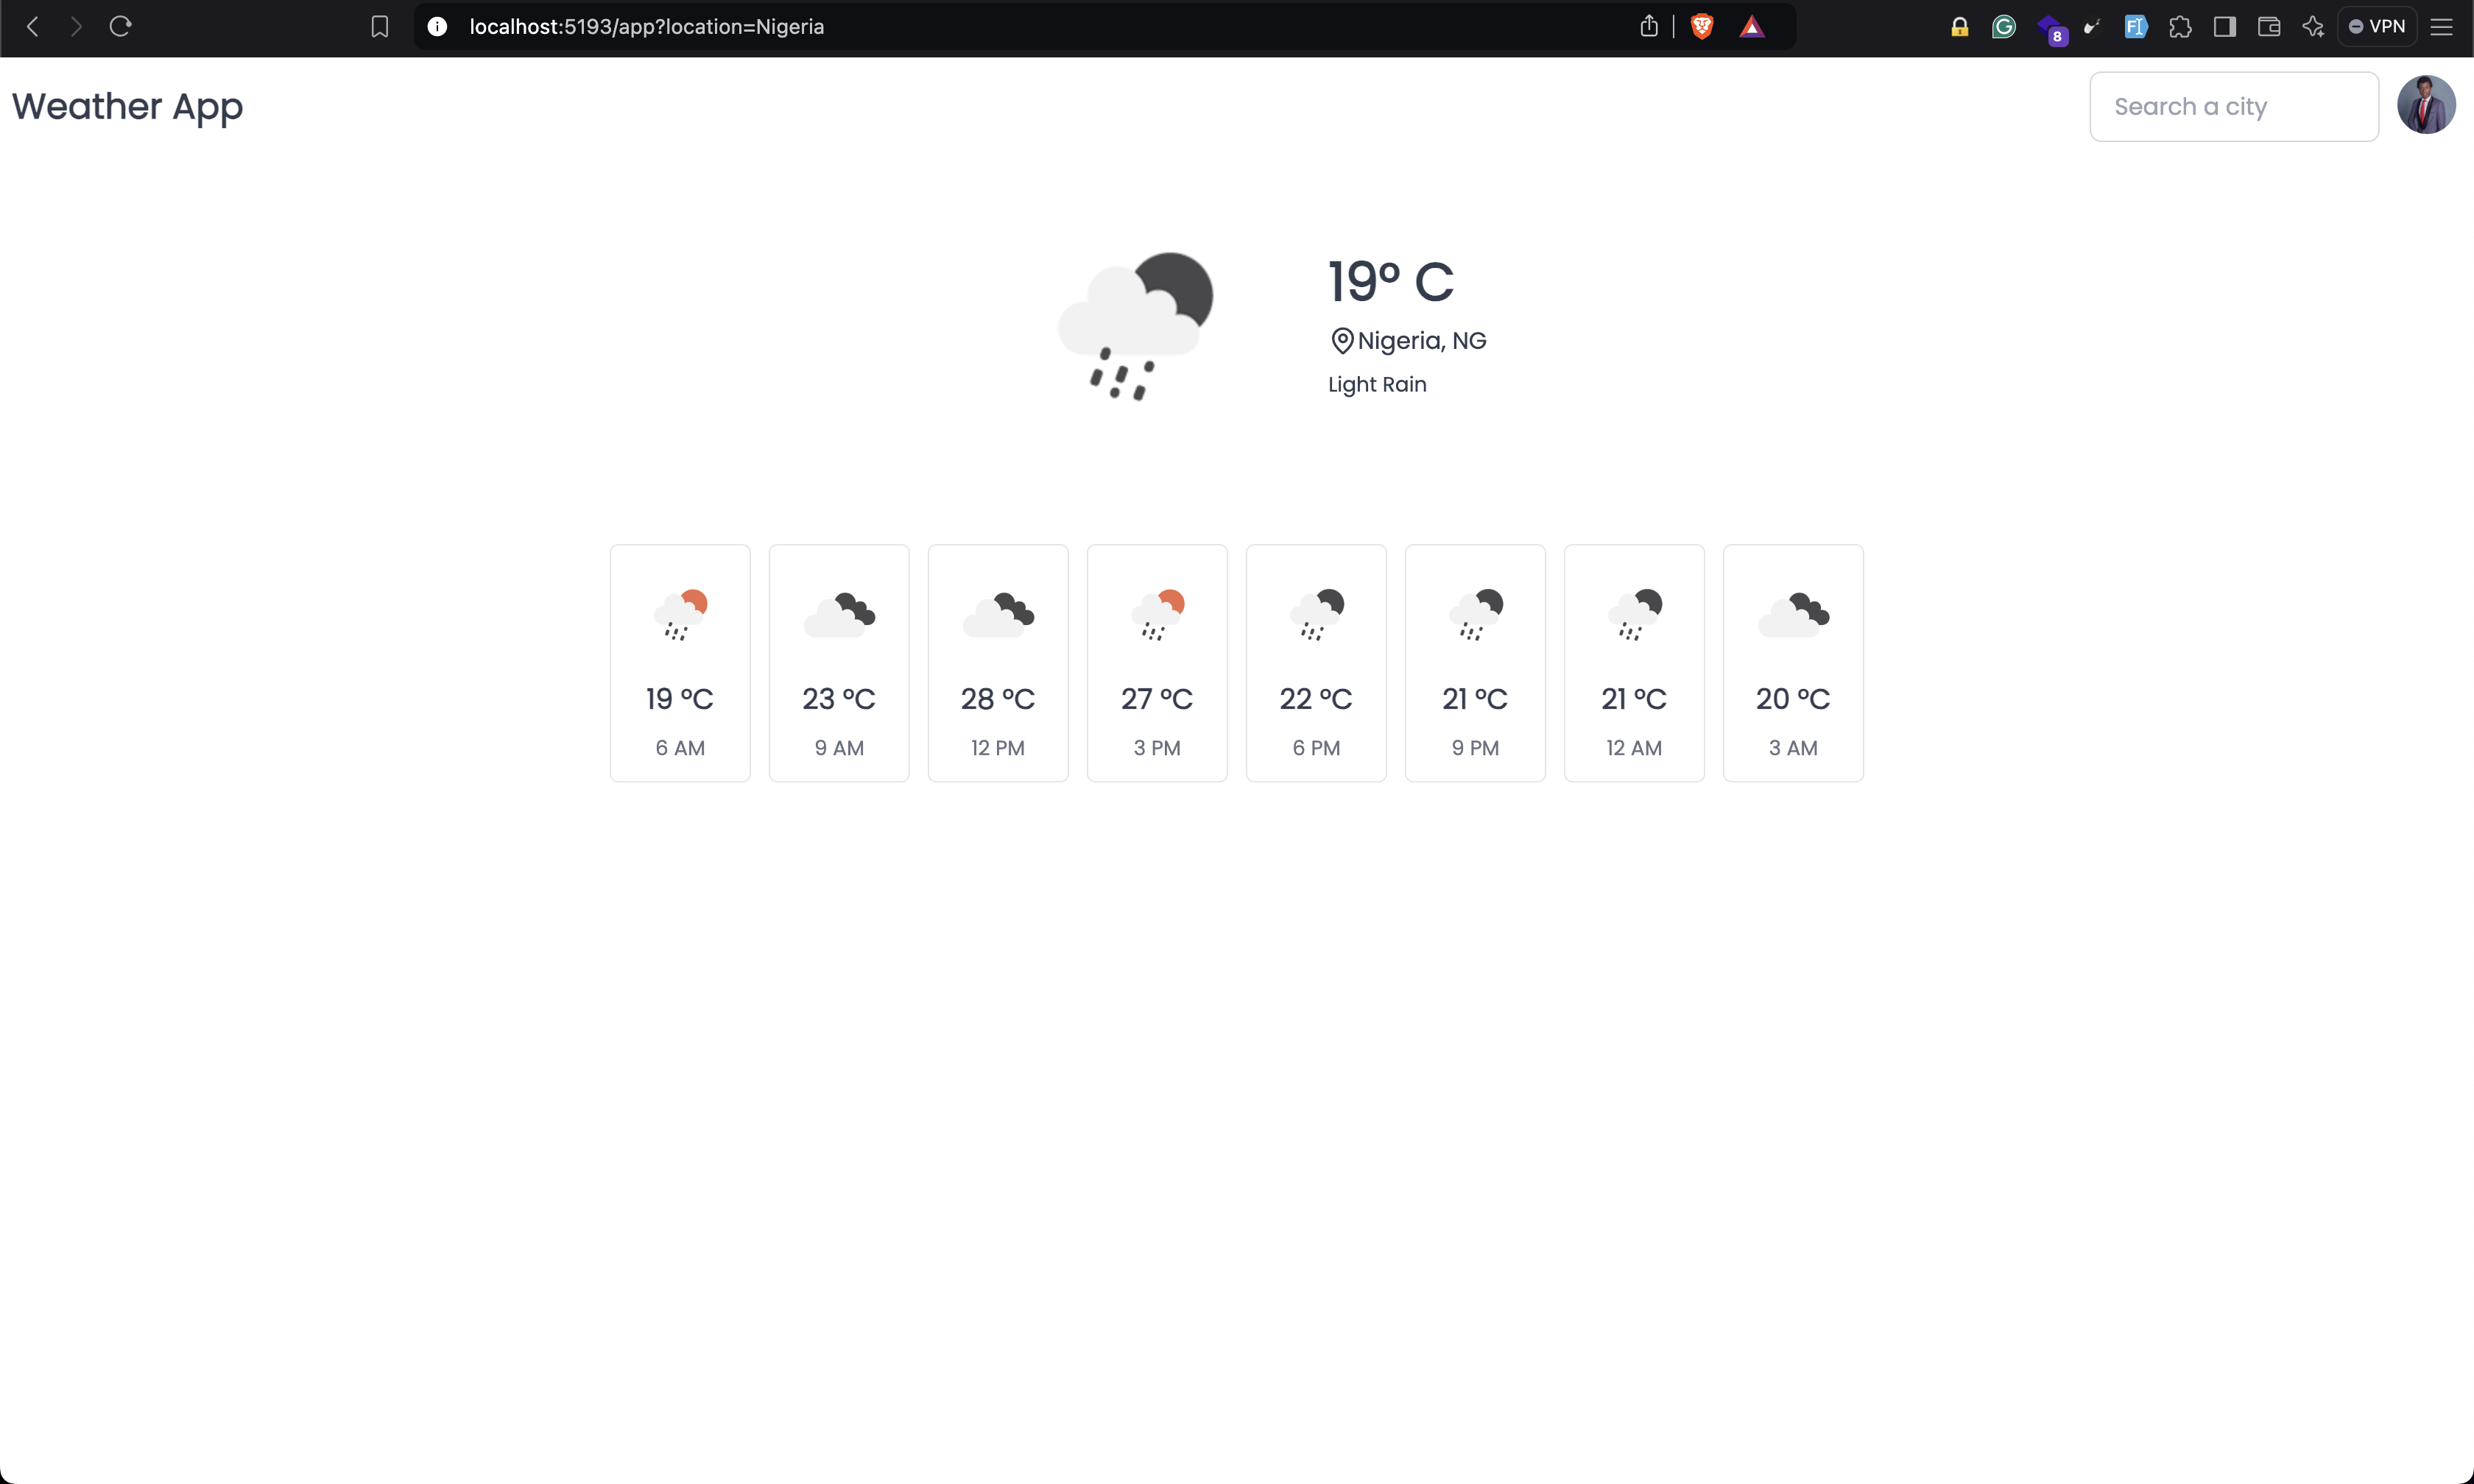 localhost:5193/app?location=Nigeria
8
VPN
Weather App
Search a city
19° C
Nigeria, NG
Light Rain
19 °C
6 AM
23 °C
9 AM
28 °C
12 PM
27 °C
3 PM
22 °C
6 PM
21 °C
9 PM
21 °C
12 AM
20 °C
3 AM